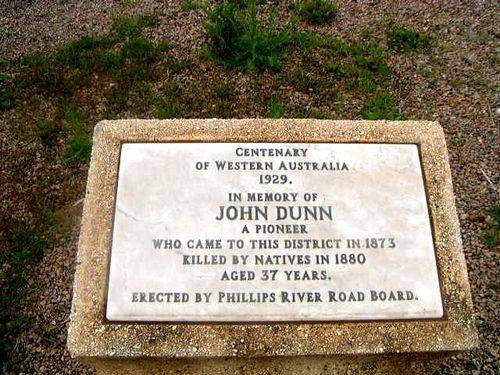 CENTENARY
OF WESTERN AUSTRALIA
1929.
IN MEMORY OF
JOHN DUNN
A PIONEER
WHO CAME TO THIS DISTRICT IN 1873
KILLED BY NATIVES IN 1880
AGED 37 YEARS.
ERECTED BY PHILLIPS RIVER ROAD BOARD.